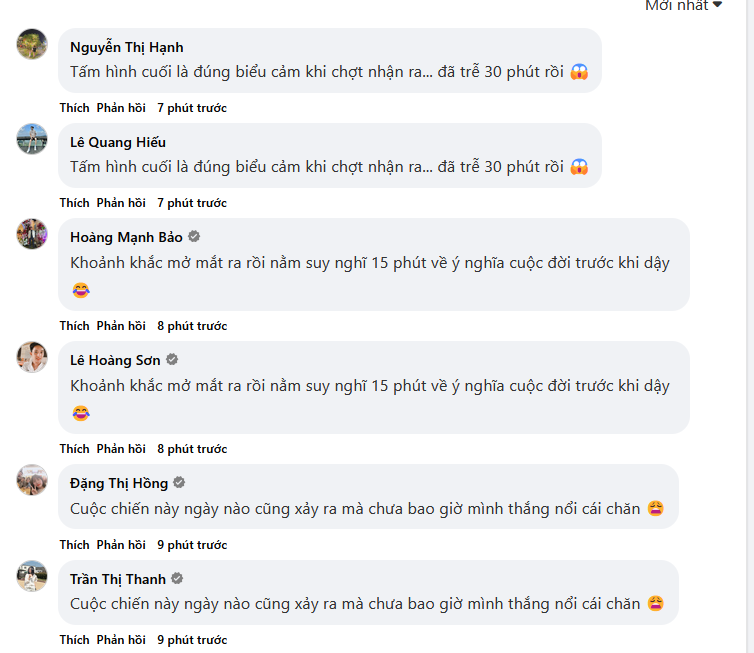 Mới nhất
Nguyễn Thị Hạnh
Tấm hình cuối là đúng biểu cảm khi chợt nhận ra... đã trễ 30 phút rồi 😱
Thích Phản hồi 7 phút trước
Lê Quang Hiếu
Tấm hình cuối là đúng biểu cảm khi chợt nhận ra... đã trễ 30 phút rồi 😱
Thích Phản hồi 7 phút trước
Hoàng Mạnh Bảo
Khoảnh khắc mở mắt ra rồi nằm suy nghĩ 15 phút về ý nghĩa cuộc đời trước khi dậy
😂
Thích Phản hồi 8 phút trước
Lê Hoàng Sơn
Khoảnh khắc mở mắt ra rồi nằm suy nghĩ 15 phút về ý nghĩa cuộc đời trước khi dậy
😂
Thích Phản hồi 8 phút trước
Đặng Thị Hồng
Cuộc chiến này ngày nào cũng xảy ra mà chưa bao giờ mình thắng nổi cái chăn 😩
Thích Phản hồi 9 phút trước
Trần Thị Thanh
Cuộc chiến này ngày nào cũng xảy ra mà chưa bao giờ mình thắng nổi cái chăn 😩
Thích Phản hồi 9 phút trước